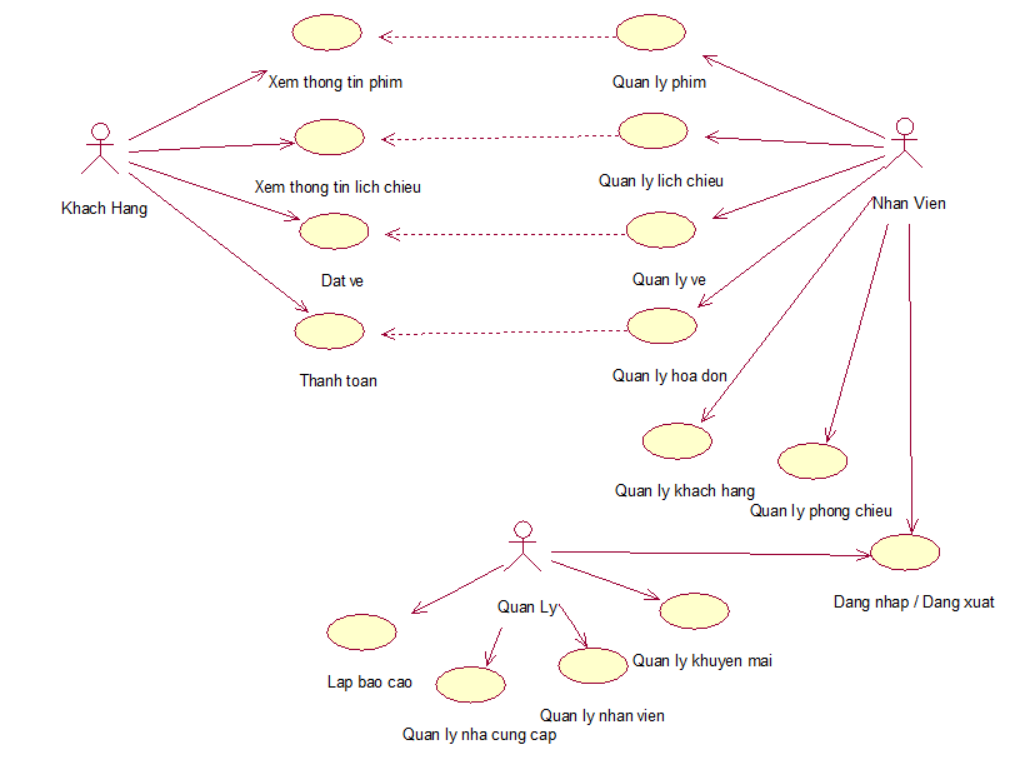 Xem thong tin phim
Quan ly phim
Xem thong tin lich chieu
Quan ly lich chieu
Khach Hang
Nhan Vien
Dat ve
Quan ly ve
Thanh toan
Quan ly hoa don
Quan ly khach hang
Quan ly phong chieu
Quan Ly
Dang nhap / Dang xuat
Lap bao cao
Quan ly khuyen mai
Quan ly nhan vien
Quan ly nha cung cap